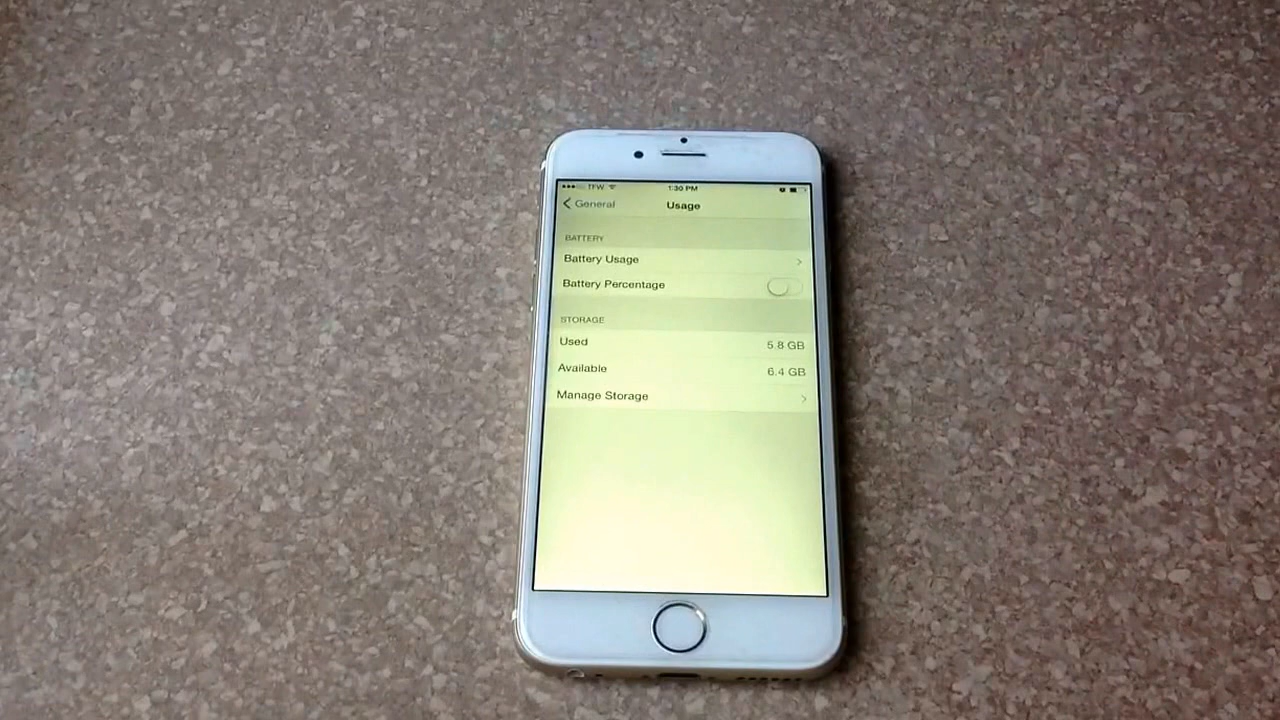 TFW 1:30 PM
General Usage
BATTERY
Battery Usage
Battery Percentage
STORAGE
Used 5.8 GB
Available 6.4 GB
Manage Storage